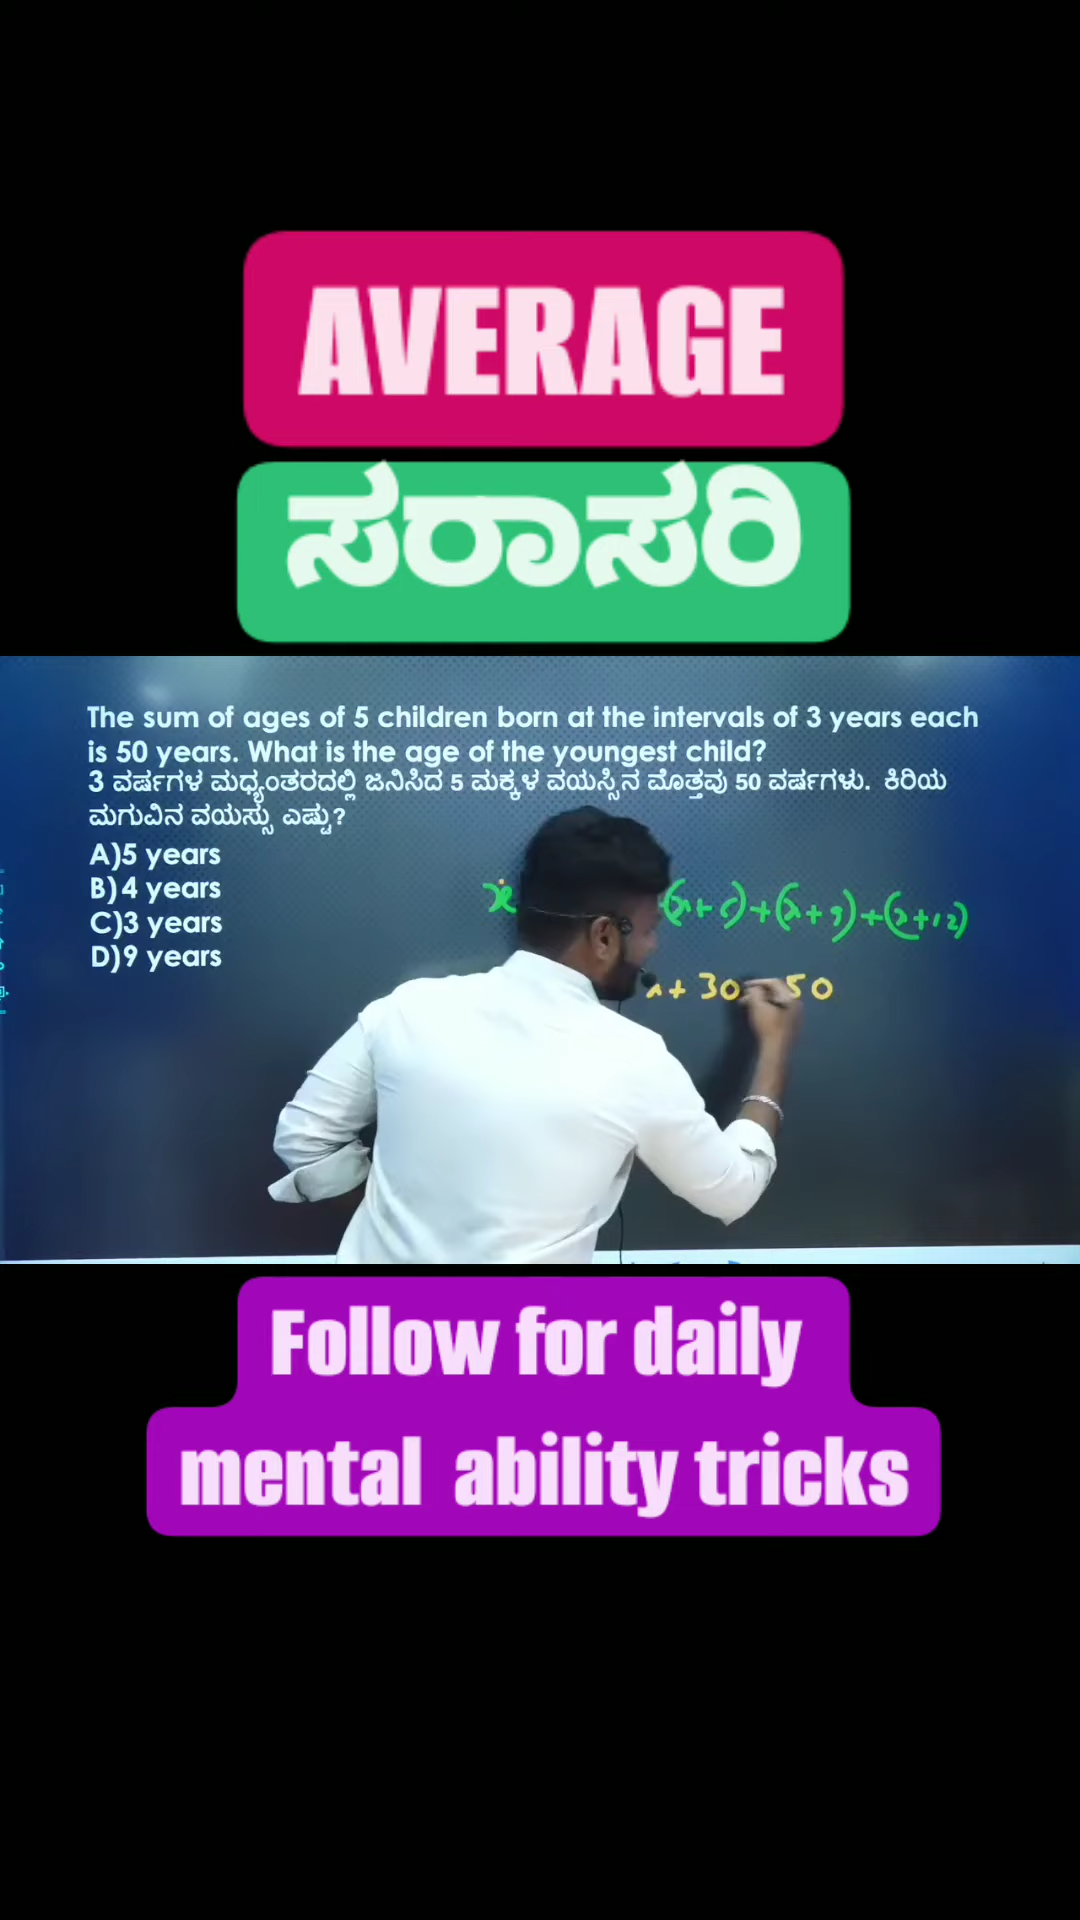 AVERAGE
ಸರಾಸರಿ
The sum of ages of 5 children born at the intervals of 3 years each
is 50 years. What is the age of the youngest child?
3 ವರ್ಷಗಳ ಮಧ್ಯಂತರದಲ್ಲಿ ಜನಿಸಿದ 5 ಮಕ್ಕಳ ವಯಸ್ಸಿನ ಮೊತ್ತವು 50 ವರ್ಷಗಳು. ಕಿರಿಯ
ಮಗುವಿನ ವಯಸ್ಸು ಎಷ್ಟು?
A)5 years
B)4 years
C)3 years
D)9 years
x (x+6)+(x+9)+(x+12)
x+30 50
Follow for daily
mental ability tricks